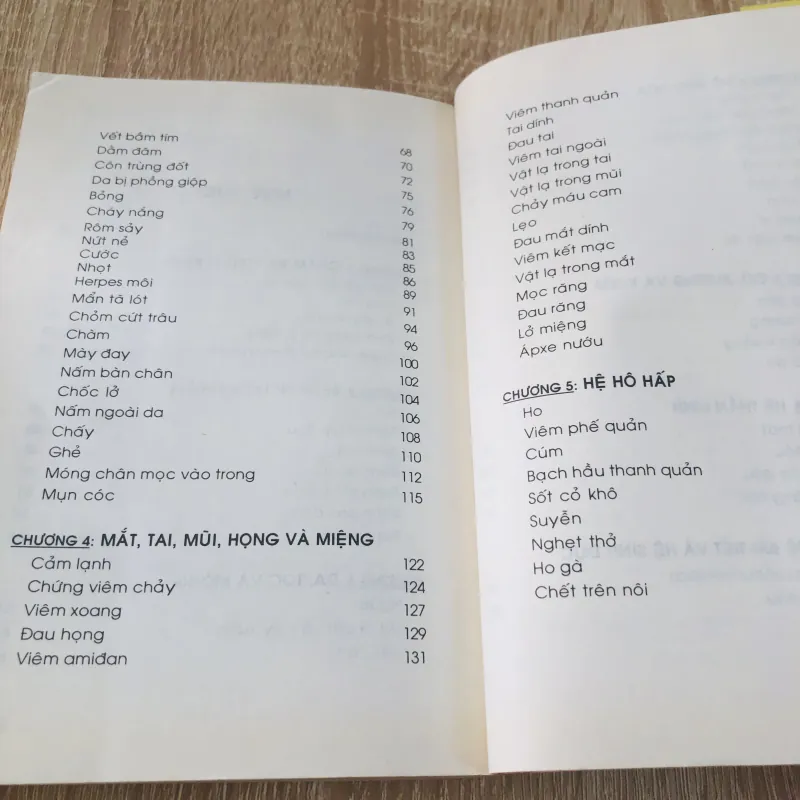 Vết bầm tím 68
Dằm đâm 70
Côn trùng đốt 72
Da bị phồng giộp 75
Bỏng 76
Cháy nắng 79
Rôm sảy 81
Nứt nẻ 83
Cước 85
Nhọt 86
Herpes môi 89
Mẩn tã lót 91
Chỏm cứt trâu 94
Chàm 96
Mày đay 100
Nấm bàn chân 102
Chốc lở 104
Nấm ngoài da 106
Chấy 108
Ghẻ 110
Móng chân mọc vào trong 112
Mụn cóc 115
CHƯƠNG 4: MẮT, TAI, MŨI, HỌNG VÀ MIỆNG
Cảm lạnh 122
Chứng viêm chảy 124
Viêm xoang 127
Đau họng 129
Viêm amiđan 131
Viêm thanh quản
Tai dính
Đau tai
Viêm tai ngoài
Vật lạ trong tai
Vật lạ trong mũi
Chảy máu cam
Lẹo
Đau mắt dính
Viêm kết mạc
Vật lạ trong mắt
Mọc răng
Đau răng
Lở miệng
Ápxe nướu
CHƯƠNG 5: HỆ HÔ HẤP
Ho
Viêm phế quản
Cúm
Bạch hầu thanh quản
Sốt cỏ khô
Suyễn
Nghẹt thở
Ho gà
Chết trên nôi